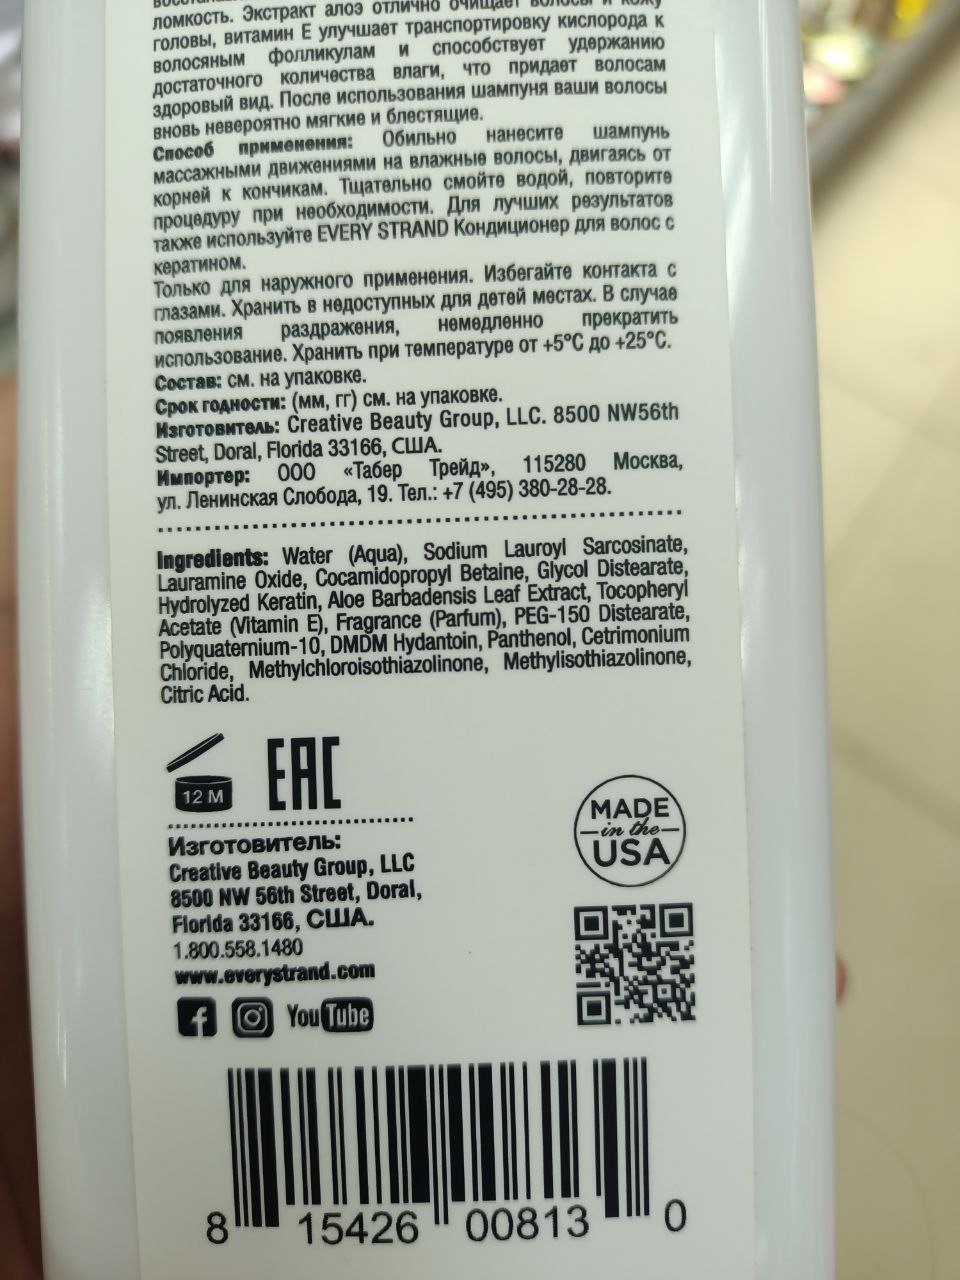 ломкость. Экстракт алоэ отлично очищает волосы и кожу
головы, витамин Е улучшает транспортировку кислорода к
волосяным фолликулам и способствует удержанию
достаточного количества влаги, что придает волосам
здоровый вид. После использования шампуня ваши волосы
вновь невероятно мягкие и блестящие.
Способ применения: Обильно нанесите шампунь
массажными движениями на влажные волосы, двигаясь от
корней к кончикам. Тщательно смойте водой, повторите
процедуру при необходимости. Для лучших результатов
также используйте EVERY STRAND Кондиционер для волос с
кератином.
Только для наружного применения. Избегайте контакта с
глазами. Хранить в недоступных для детей местах. В случае
появления раздражения, немедленно прекратить
использование. Хранить при температуре от +5°C до +25°C.
Состав: см. на упаковке.
Срок годности: (мм, гг) см. на упаковке.
Изготовитель: Creative Beauty Group, LLC. 8500 NW56th
Street, Doral, Florida 33166, США.
Импортер: ООО «Табер Трейд», 115280 Москва,
ул. Ленинская Слобода, 19. Тел.: +7 (495) 380-28-28.
Ingredients: Water (Aqua), Sodium Lauroyl Sarcosinate,
Lauramine Oxide, Cocamidopropyl Betaine, Glycol Distearate,
Hydrolyzed Keratin, Aloe Barbadensis Leaf Extract, Tocopheryl
Acetate (Vitamin E), Fragrance (Parfum), PEG-150 Distearate,
Polyquaternium-10, DMDM Hydantoin, Panthenol, Cetrimonium
Chloride, Methylchloroisothiazolinone, Methylisothiazolinone,
Citric Acid.
12 M
EAC
MADE
in the
USA
Изготовитель:
Creative Beauty Group, LLC
8500 NW 56th Street, Doral,
Florida 33166, США.
1.800.558.1480
www.everystrand.com
f
YouTube
8 15426 00813 0